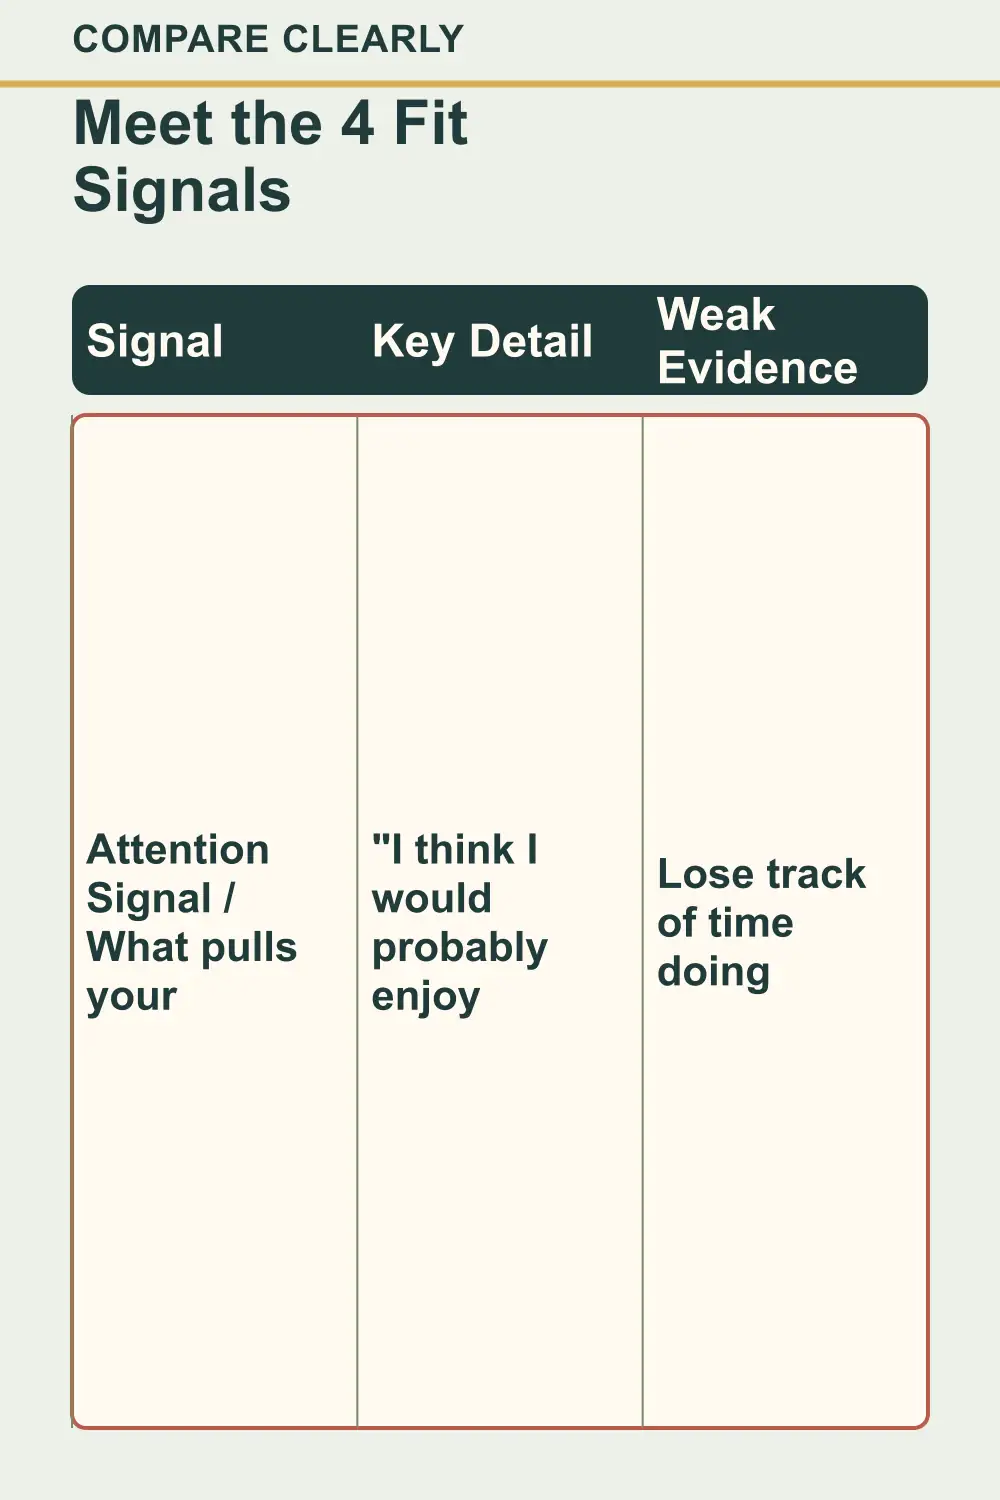 COMPARE CLEARLY
Meet the 4 Fit
Signals
Signal
Key Detail
Weak
Evidence
Attention
Signal /
What pulls
your
"I think I
would
probably
enjoy
Lose track
of time
doing